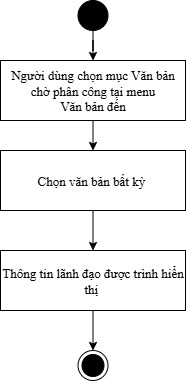 Người dùng chọn mục Văn bản
chờ phân công tại menu
Văn bản đến
Chọn văn bản bất kỳ
Thông tin lãnh đạo được trình hiển
thị